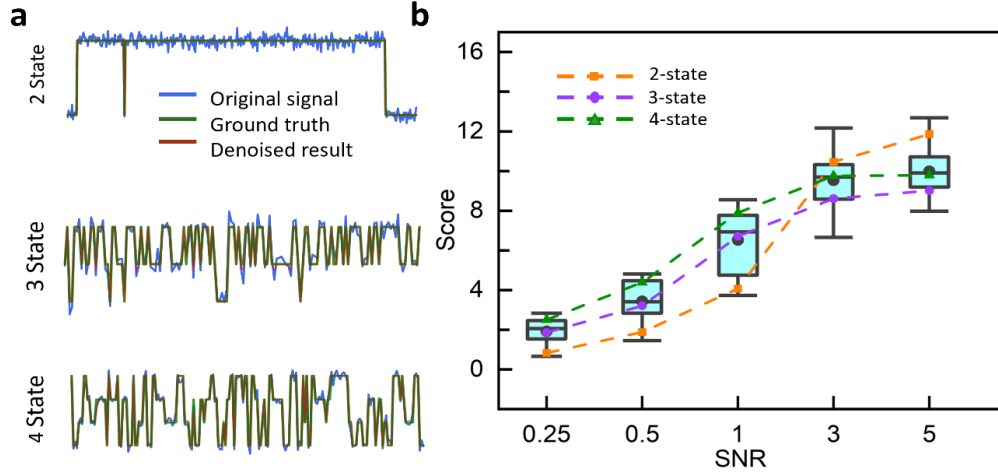 a
2 State
Original signal
Ground truth
Denoised result
3 State
4 State
b
Score
16
12
8
4
0
2-state
3-state
4-state
0.25 0.5 1 3 5
SNR